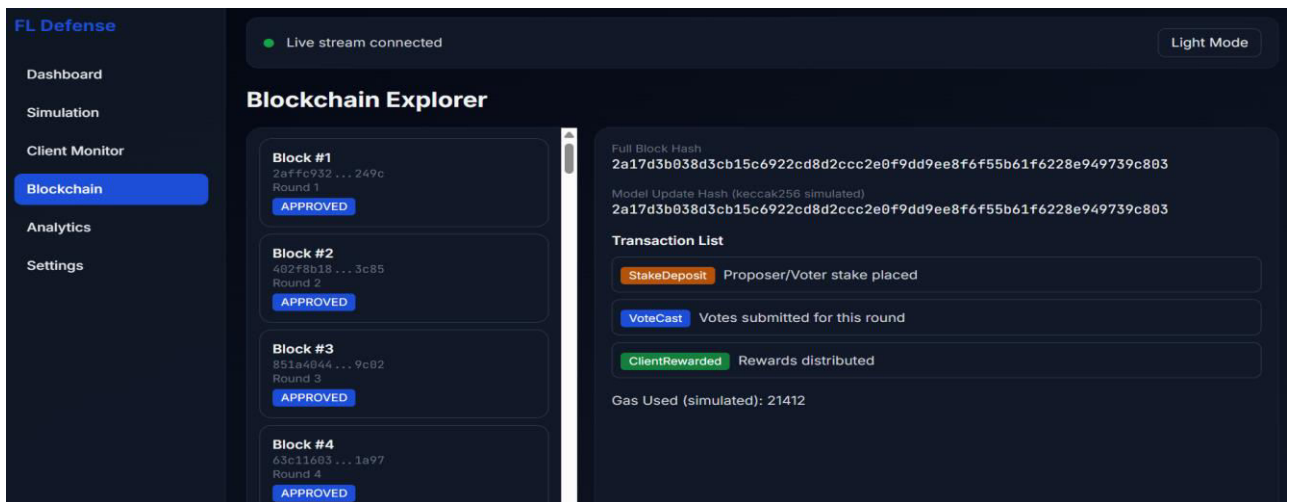 FL Defense
Dashboard
Simulation
Client Monitor
Blockchain
Analytics
Settings
Live stream connected
Light Mode
Blockchain Explorer
Block #1
2affc932...249c
Round 1
APPROVED
Block #2
402f8b18...3c85
Round 2
APPROVED
Block #3
851a4044...9c02
Round 3
APPROVED
Block #4
63c11603...1a97
Round 4
APPROVED
Full Block Hash
2a17d3b038d3cb15c6922cd8d2ccc2e0f9dd9ee8f6f55b61f6228e949739c803
Model Update Hash (keccak256 simulated)
2a17d3b038d3cb15c6922cd8d2ccc2e0f9dd9ee8f6f55b61f6228e949739c803
Transaction List
StakeDeposit Proposer/Voter stake placed
VoteCast Votes submitted for this round
ClientRewarded Rewards distributed
Gas Used (simulated): 21412